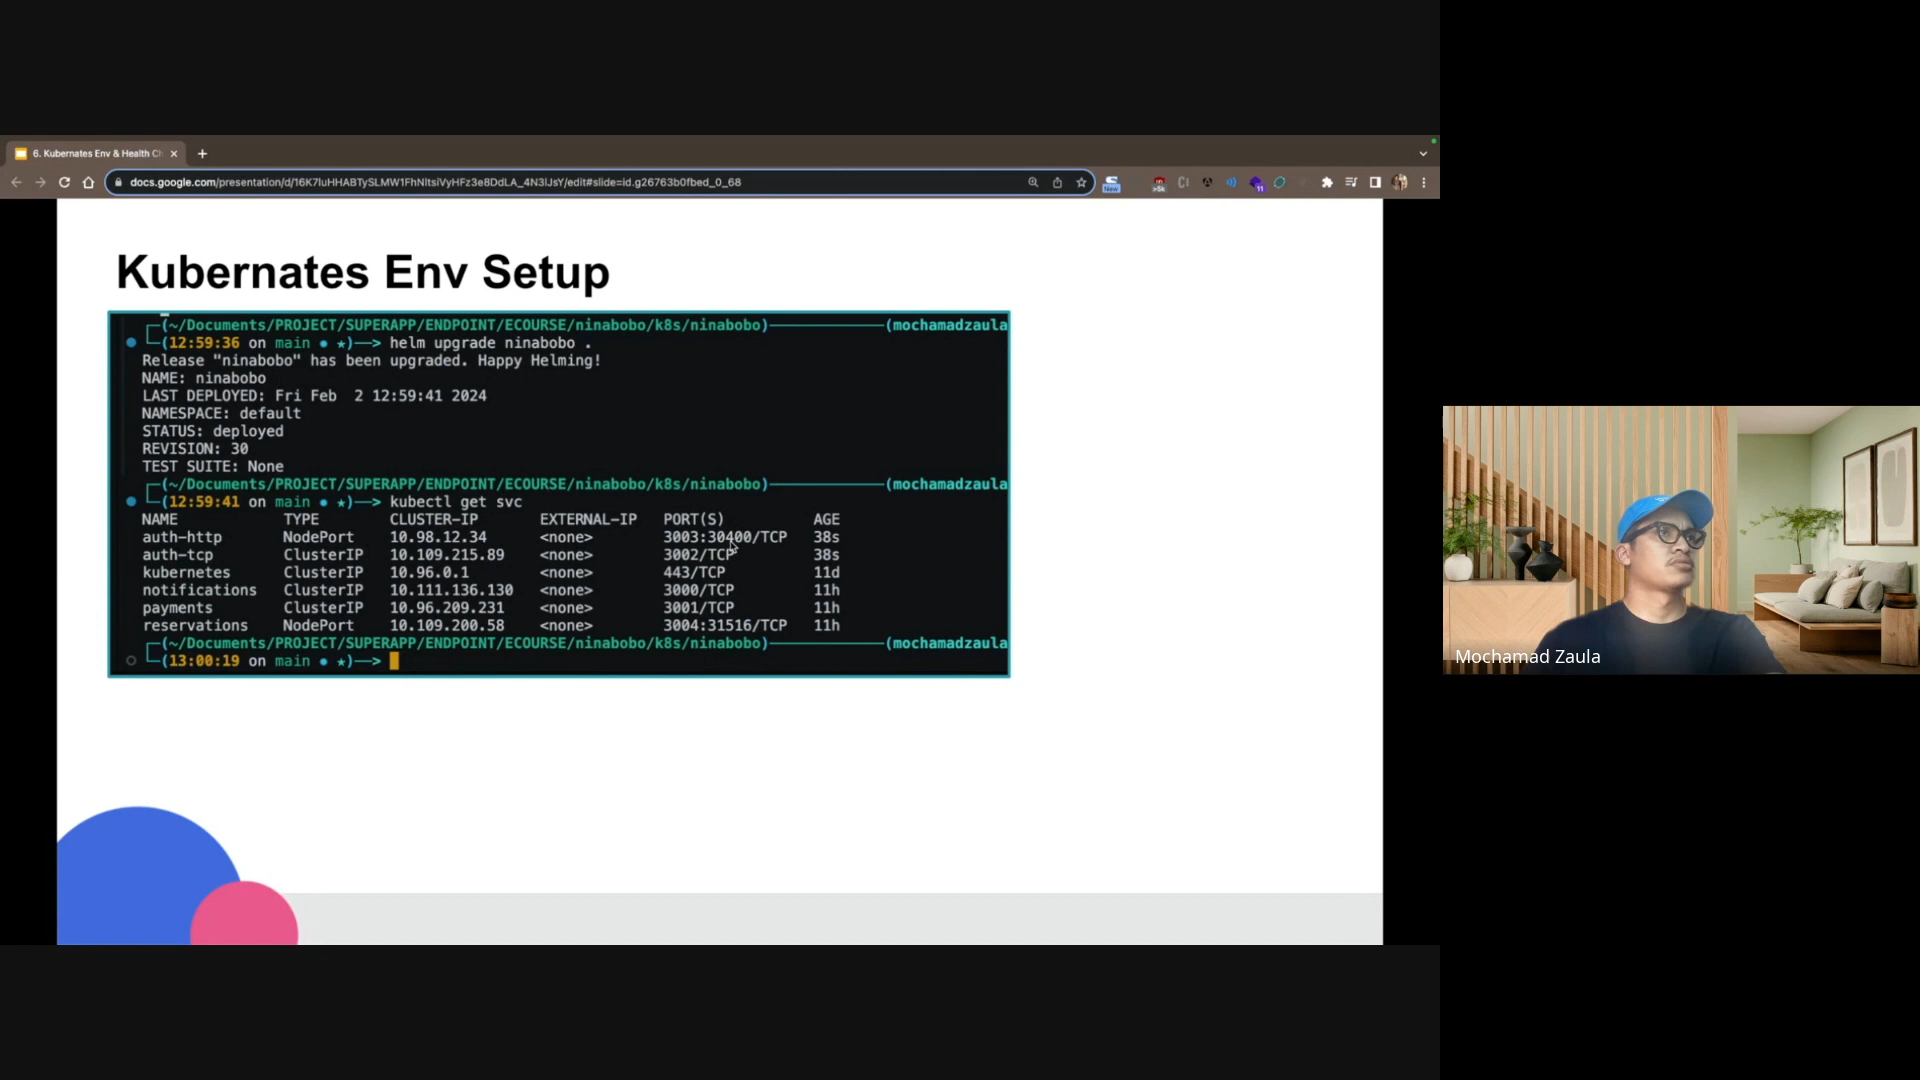 6. Kubernates Env & Health Ch
docs.google.com/presentation/d/16K7luHHABTySLMW1FhNltsiVyHFz3e8DdLA_4N3lJsY/edit#slide=id.g26763b0fbed_0_68
New
>5k
11
Kubernates Env Setup
(~/Documents/PROJECT/SUPERAPP/ENDPOINT/ECOURSE/ninabobo/k8s/ninabobo) (mochamadzaula
(12:59:36 on main ● ★)—> helm upgrade ninabobo .
Release "ninabobo" has been upgraded. Happy Helming!
NAME: ninabobo
LAST DEPLOYED: Fri Feb  2 12:59:41 2024
NAMESPACE: default
STATUS: deployed
REVISION: 30
TEST SUITE: None
(~/Documents/PROJECT/SUPERAPP/ENDPOINT/ECOURSE/ninabobo/k8s/ninabobo) (mochamadzaula
(12:59:41 on main ● ★)—> kubectl get svc
NAME TYPE CLUSTER-IP EXTERNAL-IP PORT(S) AGE
auth-http NodePort 10.98.12.34 <none> 3003:30400/TCP 38s
auth-tcp ClusterIP 10.109.215.89 <none> 3002/TCP 38s
kubernetes ClusterIP 10.96.0.1 <none> 443/TCP 11d
notifications ClusterIP 10.111.136.130 <none> 3000/TCP 11h
payments ClusterIP 10.96.209.231 <none> 3001/TCP 11h
reservations NodePort 10.109.200.58 <none> 3004:31516/TCP 11h
(~/Documents/PROJECT/SUPERAPP/ENDPOINT/ECOURSE/ninabobo/k8s/ninabobo) (mochamadzaula
(13:00:19 on main ● ★)—>
Mochamad Zaula